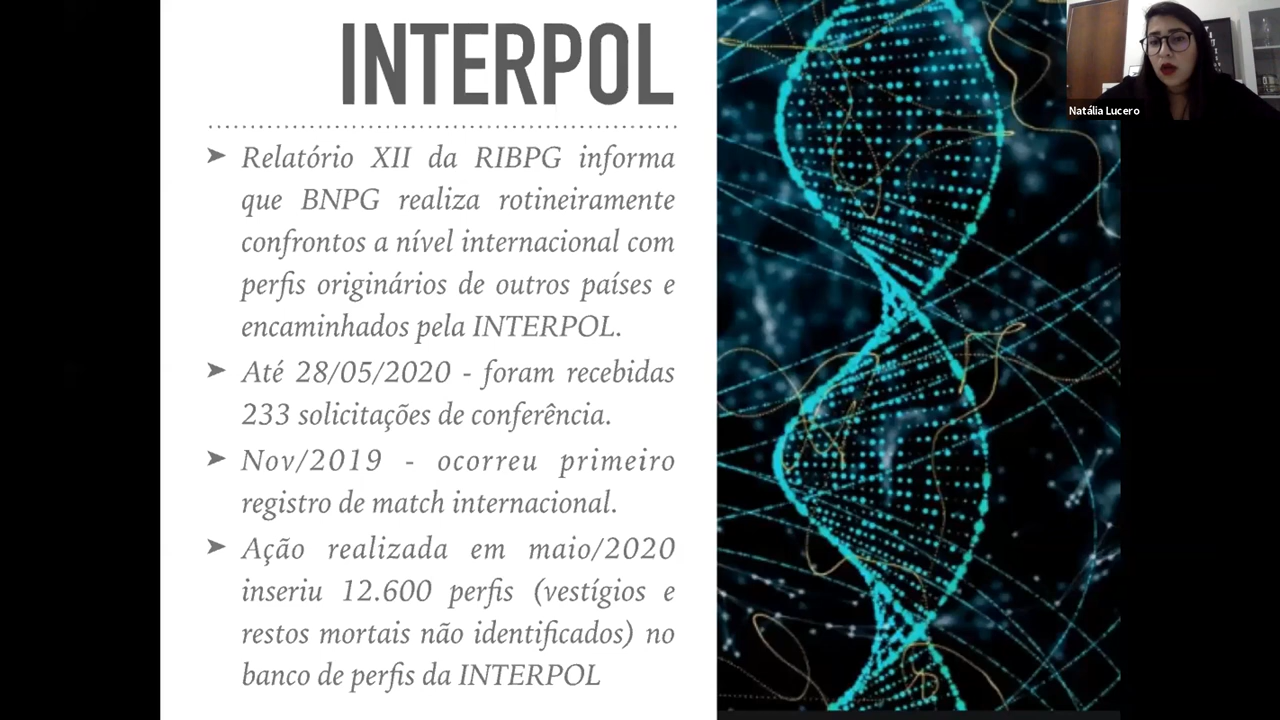 INTERPOL
Relatório XII da RIBPG informa
que BNPG realiza rotineiramente
confrontos a nível internacional com
perfis originários de outros países e
encaminhados pela INTERPOL.
Até 28/05/2020 - foram recebidas
233 solicitações de conferência.
Nov/2019 - ocorreu primeiro
registro de match internacional.
Ação realizada em maio/2020
inseriu 12.600 perfis (vestígios e
restos mortais não identificados) no
banco de perfis da INTERPOL
Natália Lucero